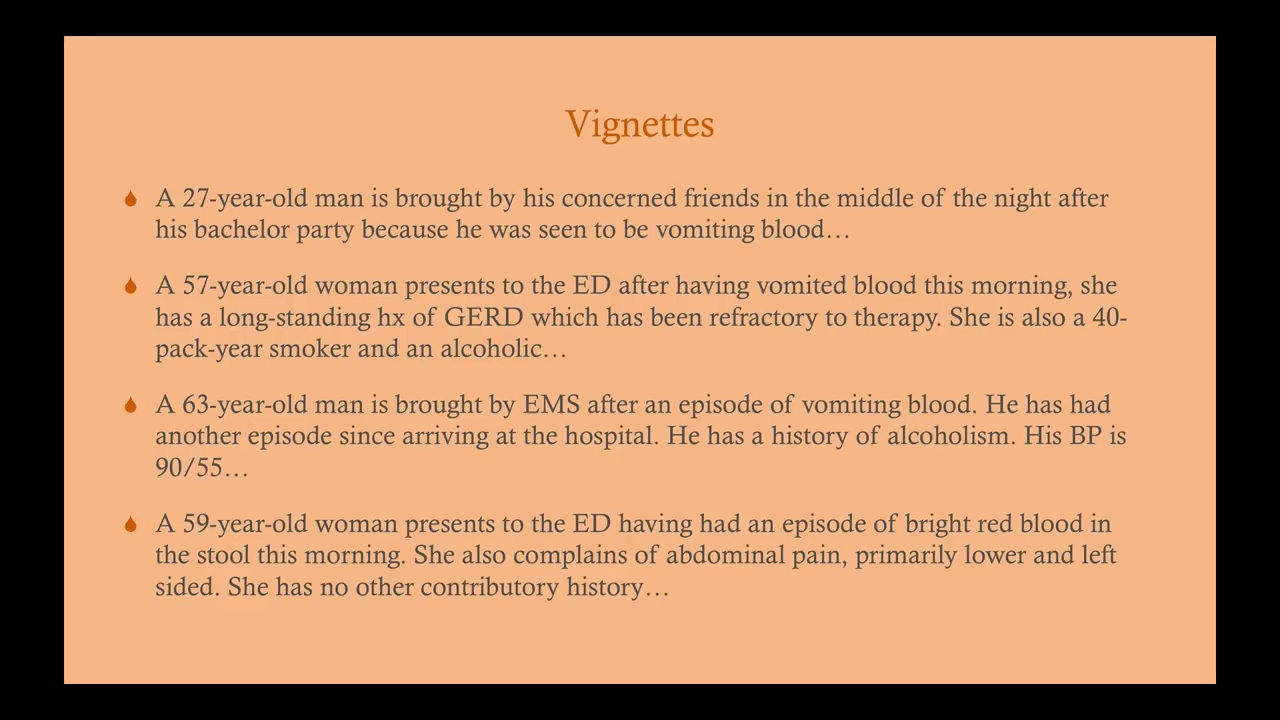 Vignettes
A 27-year-old man is brought by his concerned friends in the middle of the night after
his bachelor party because he was seen to be vomiting blood…
A 57-year-old woman presents to the ED after having vomited blood this morning, she
has a long-standing hx of GERD which has been refractory to therapy. She is also a 40-
pack-year smoker and an alcoholic…
A 63-year-old man is brought by EMS after an episode of vomiting blood. He has had
another episode since arriving at the hospital. He has a history of alcoholism. His BP is
90/55…
A 59-year-old woman presents to the ED having had an episode of bright red blood in
the stool this morning. She also complains of abdominal pain, primarily lower and left
sided. She has no other contributory history…